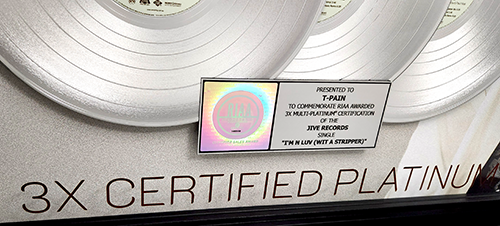 PRESENTED TO
T-PAIN
TO COMMEMORATE RIAA AWARDED
3X MULTI-PLATINUM® CERTIFICATION
OF THE
JIVE RECORDS
SINGLE
"I'M N LUV (WIT A STRIPPER)"
3X CERTIFIED PLATINUM